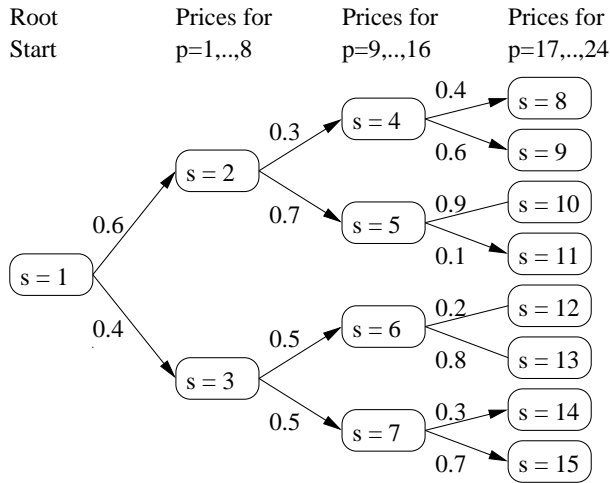 Root
Start
Prices for
p=1,..,8
Prices for
p=9,..,16
Prices for
p=17,..,24
s = 1
0.6
0.4
s = 2
s = 3
0.3
0.7
0.5
0.5
s = 4
s = 5
s = 6
s = 7
0.4
0.6
0.9
0.1
0.2
0.8
0.3
0.7
s = 8
s = 9
s = 10
s = 11
s = 12
s = 13
s = 14
s = 15